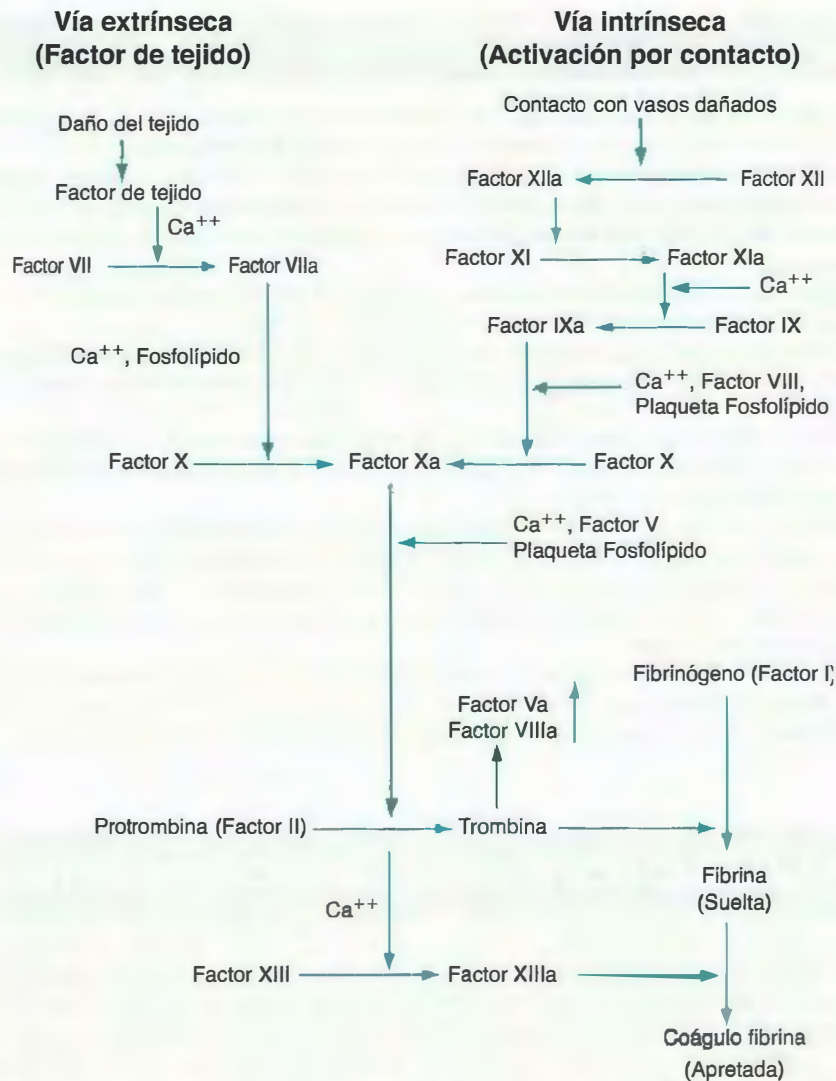 Vía extrínseca
(Factor de tejido)
Vía intrínseca
(Activación por contacto)
Daño del tejido
Factor de tejido
Ca++
Factor VII
Factor VIIa
Ca++, Fosfolípido
Contacto con vasos dañados
Factor XIIa
Factor XII
Factor XI
Factor XIa
Ca++
Factor IXa
Factor IX
Ca++, Factor VIII,
Plaqueta Fosfolípido
Factor X
Factor Xa
Factor X
Ca++, Factor V
Plaqueta Fosfolípido
Fibrinógeno (Factor I)
Factor Va
Factor VIIIa
Protrombina (Factor II)
Trombina
Fibrina
(Suelta)
Ca++
Factor XIII
Factor XIIIa
Coágulo fibrina
(Apretada)